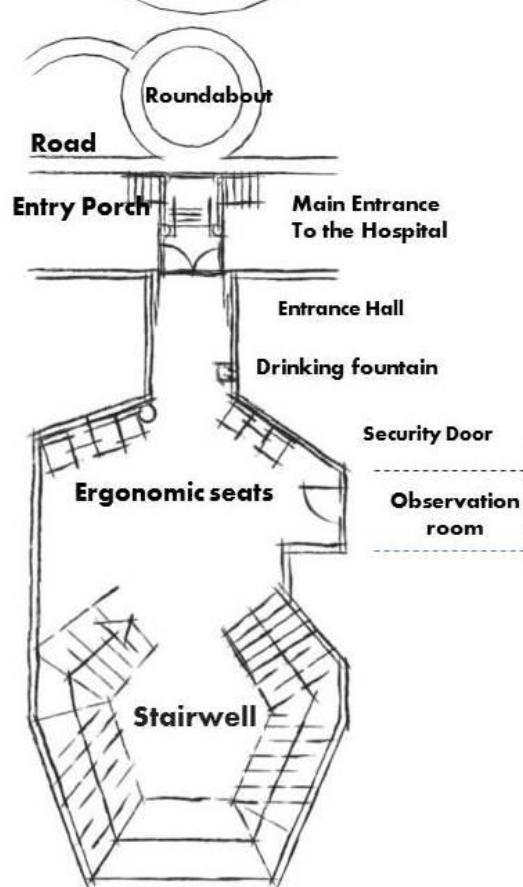 Roundabout
Road
Entry Porch
Main Entrance
To the Hospital
Entrance Hall
Drinking fountain
Security Door
Ergonomic seats
Observation
room
Stairwell